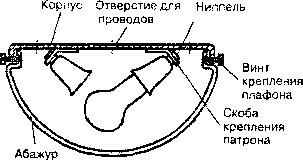 Корпус Отверстие для Ниппель
проводов
Винт
крепления
плафона
Скоба
крепления
патрона
Абажур